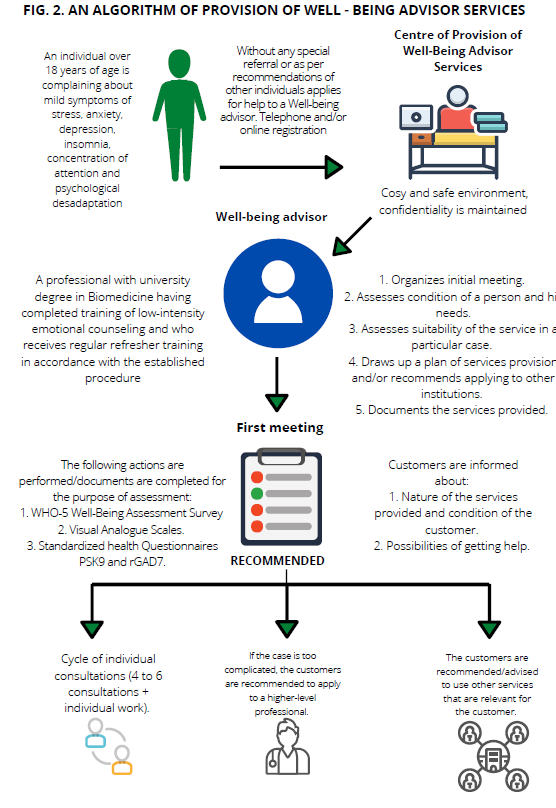 FIG. 2. AN ALGORITHM OF PROVISION OF WELL - BEING ADVISOR SERVICES
An individual over
18 years of age is
complaining about
mild symptoms of
stress, anxiety,
depression,
insomnia,
concentration of
attention and
psychological
desadaptation
Without any special
referral or as per
recommendations of
other individuals applies
for help to a Well-being
advisor. Telephone and/or
online registration
Centre of Provision of
Well-Being Advisor
Services
Cosy and safe environment,
confidentiality is maintained
Well-being advisor
A professional with university
degree in Biomedicine having
completed training of low-intensity
emotional counseling and who
receives regular refresher training
in accordance with the established
procedure
1. Organizes initial meeting.
2. Assesses condition of a person and hi
needs.
3. Assesses suitability of the service in a
particular case.
4. Draws up a plan of services provision
and/or recommends applying to other
institutions.
5. Documents the services provided.
First meeting
The following actions are
performed/documents are completed for
the purpose of assessment:
1. WHO-5 Well-Being Assessment Survey
2. Visual Analogue Scales.
3. Standardized health Questionnaires
PSK9 and rGAD7.
Customers are informed
about:
1. Nature of the services
provided and condition of the
customer.
2. Possibilities of getting help.
RECOMMENDED
Cycle of individual
consultations (4 to 6
consultations +
individual work).
If the case is too
complicated, the customers
are recommended to apply
to a higher-level
professional.
The customers are
recommended/advised
to use other services
that are relevant for
the customer.